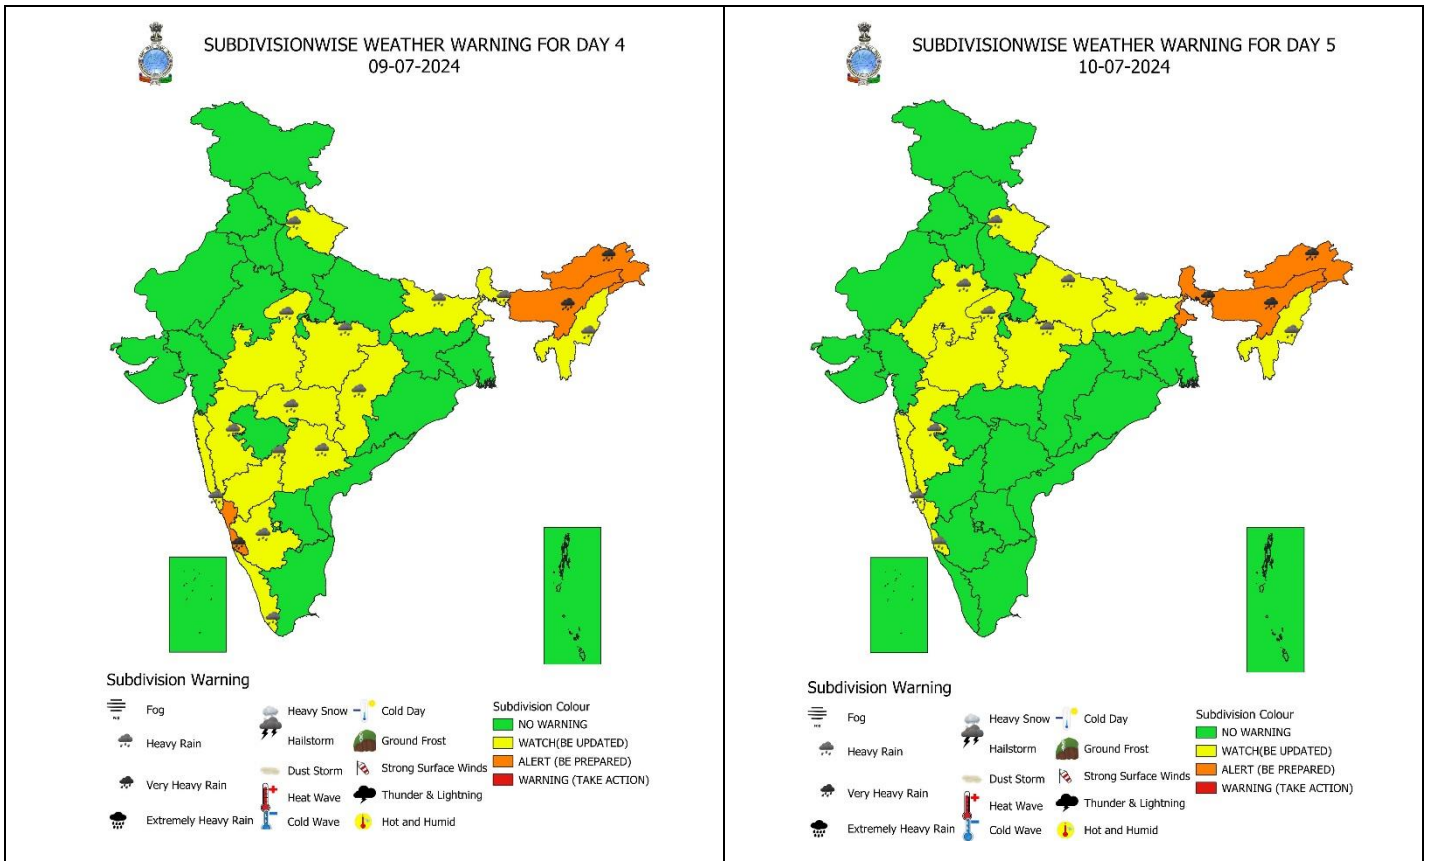 SUBDIVISIONWISE WEATHER WARNING FOR DAY 4
09-07-2024
Subdivision Warning
Fog
Heavy Rain
Very Heavy Rain
Extremely Heavy Rain
Heavy Snow
Hailstorm
Dust Storm
Heat Wave
Cold Wave
Cold Day
Ground Frost
Strong Surface Winds
Thunder & Lightning
Hot and Humid
Subdivision Colour
NO WARNING
WATCH(BE UPDATED)
ALERT (BE PREPARED)
WARNING (TAKE ACTION)
SUBDIVISIONWISE WEATHER WARNING FOR DAY 5
10-07-2024
Subdivision Warning
Fog
Heavy Rain
Very Heavy Rain
Extremely Heavy Rain
Heavy Snow
Hailstorm
Dust Storm
Heat Wave
Cold Wave
Cold Day
Ground Frost
Strong Surface Winds
Thunder & Lightning
Hot and Humid
Subdivision Colour
NO WARNING
WATCH(BE UPDATED)
ALERT (BE PREPARED)
WARNING (TAKE ACTION)